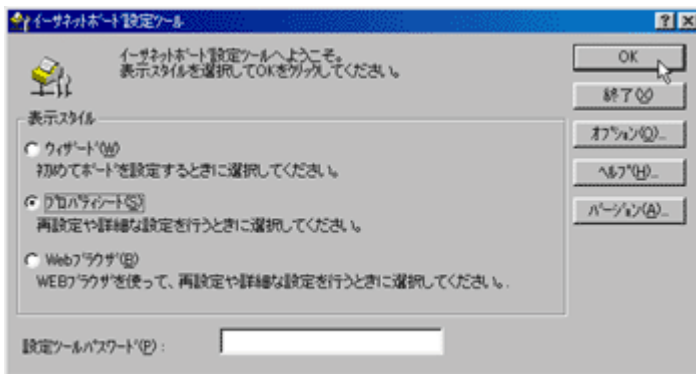 イーサネットボード設定ツール
イーサネットボード設定ツールへようこそ。
表示スタイルを選択してOKをクリックしてください。
OK
終了(X)
オプション(O)...
ヘルプ(H)...
バージョン(A)...
表示スタイル
ウィザード(W)
初めてボードを設定するときに選択してください。
プロパティシート(S)
再設定や詳細な設定を行うときに選択してください。
Webブラウザ(B)
WEBブラウザを使って、再設定や詳細な設定を行うときに選択してください。.
設定ツールパスワード(P) :